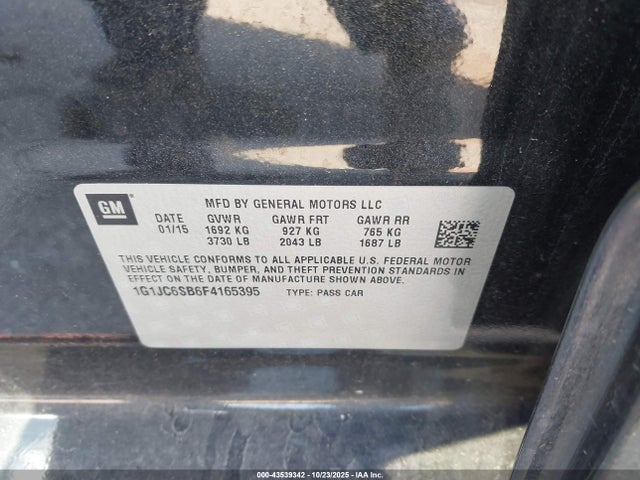 GM
MFD BY GENERAL MOTORS LLC
DATE GVWR GAWR FRT GAWR RR
01/15 1692 KG 927 KG 765 KG
3730 LB 2043 LB 1687 LB
THIS VEHICLE CONFORMS TO ALL APPLICABLE U.S. FEDERAL MOTOR
VEHICLE SAFETY, BUMPER, AND THEFT PREVENTION STANDARDS IN
EFFECT ON THE DATE OF MANUFACTURE SHOWN ABOVE.
1G1JC6SB6F4165395 TYPE: PASS CAR
000-43539342 - 10/23/2025 - IAA Inc.